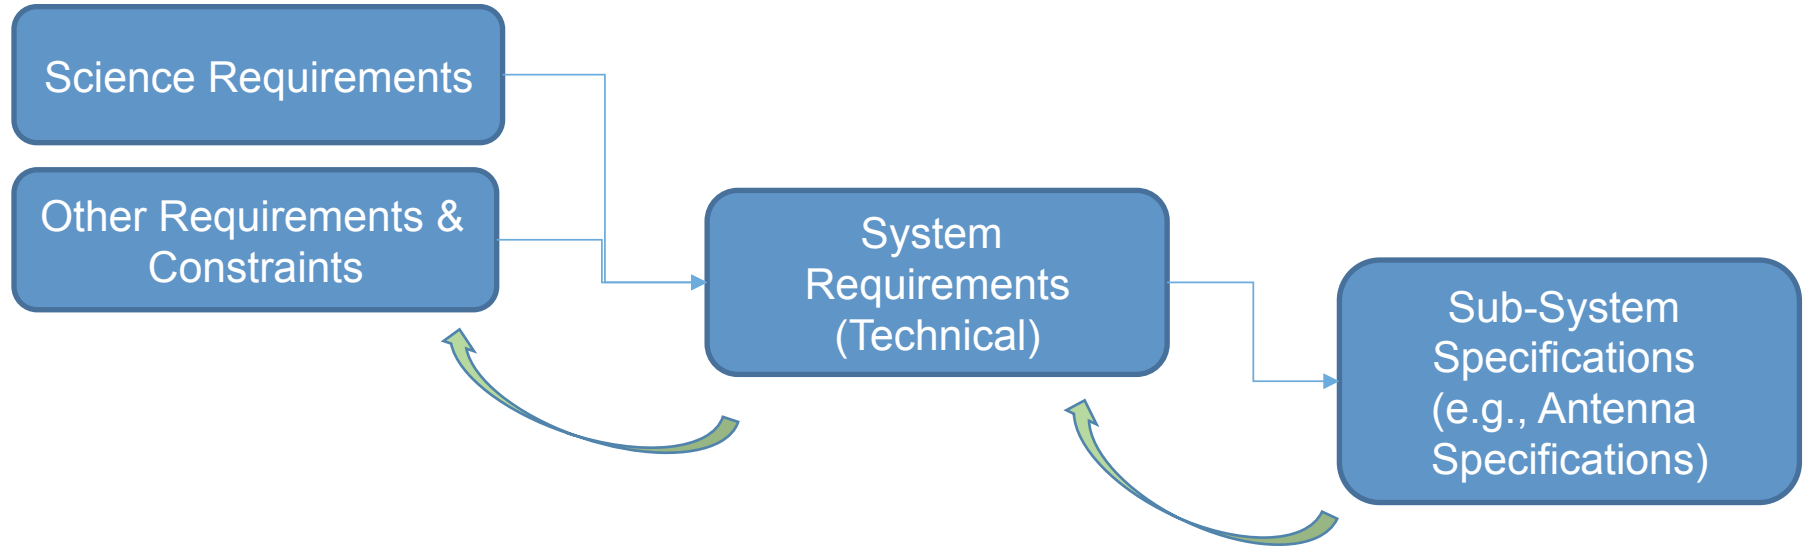 Science Requirements
Other Requirements &
Constraints
System
Requirements
(Technical)
Sub-System
Specifications
(e.g., Antenna
Specifications)